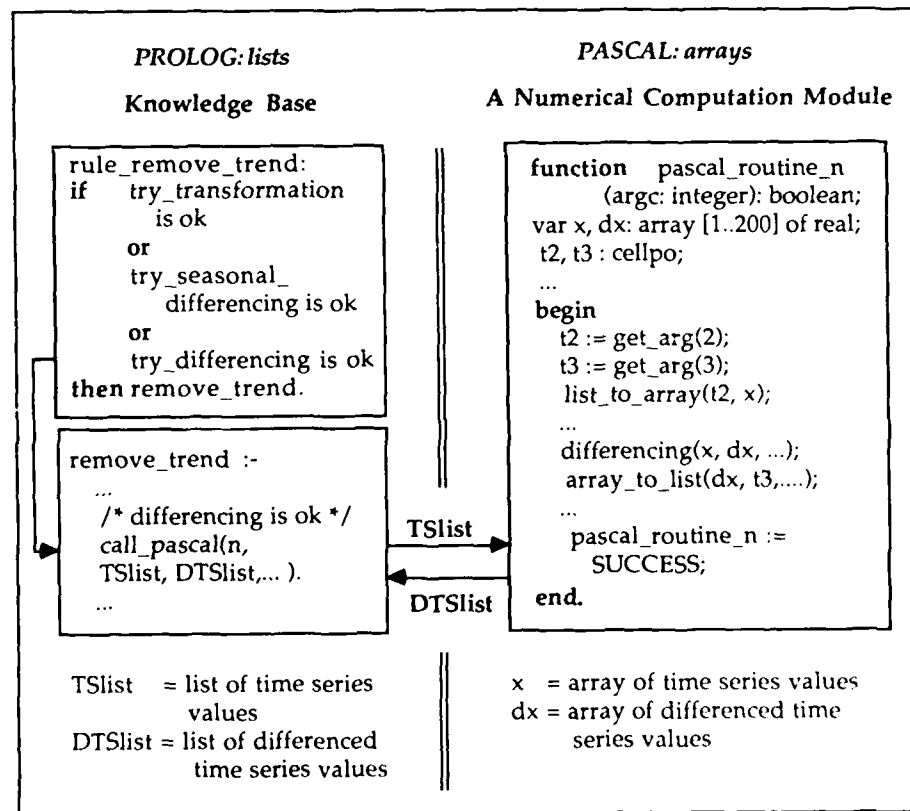 PROLOG: lists
Knowledge Base
rule_remove_trend:
if try_transformation
is ok
or
try_seasonal_
differencing is ok
or
try_differencing is ok
then remove_trend.
remove_trend :-
...
/* differencing is ok */
call_pascal(n,
TSlist, DTSlist,... ).
...
TSlist
DTSlist
PASCAL: arrays
A Numerical Computation Module
function pascal_routine_n
(argc: integer): boolean;
var x, dx: array [1..200] of real;
t2, t3 : cellpo;
...
begin
t2 := get_arg(2);
t3 := get_arg(3);
list_to_array(t2, x);
...
differencing(x, dx, ...);
array_to_list(dx, t3,....);
...
pascal_routine_n :=
SUCCESS;
end.
TSlist = list of time series
values
DTSlist = list of differenced
time series values
x = array of time series values
dx = array of differenced time
series values